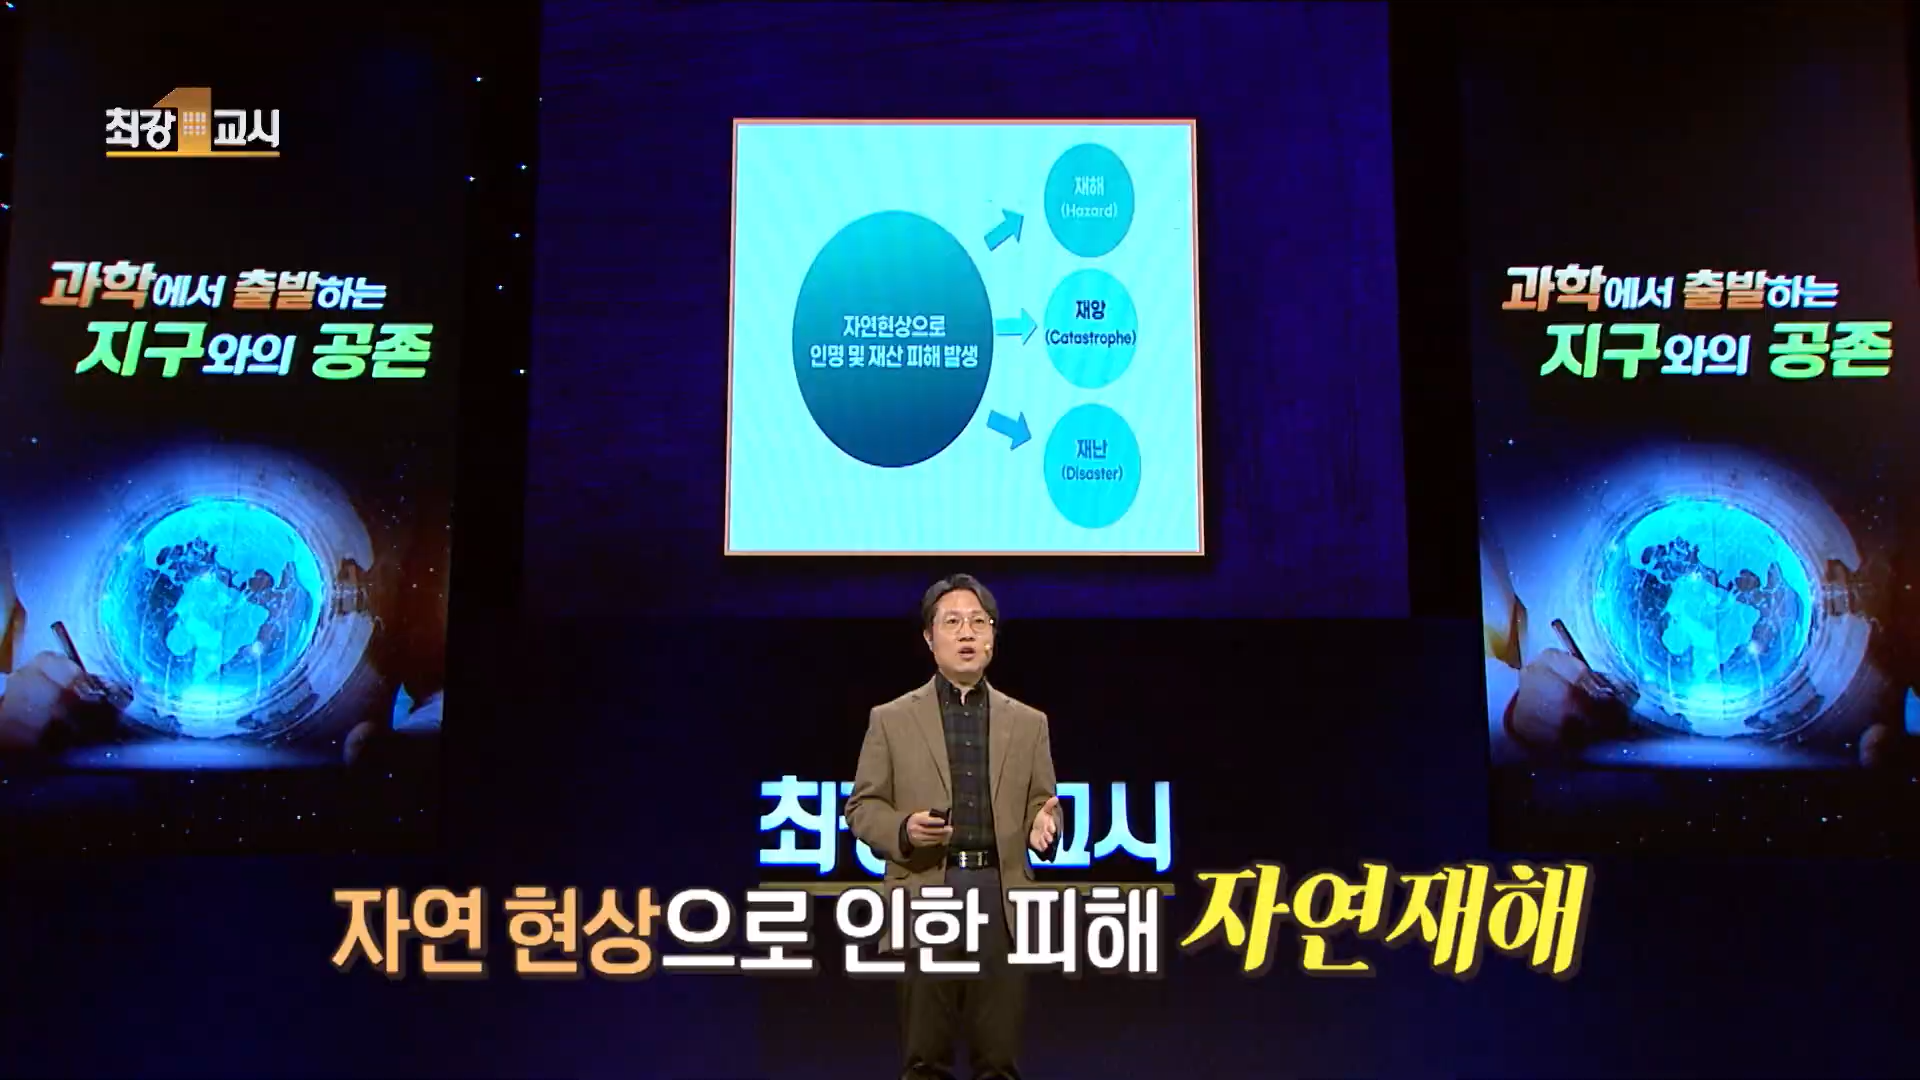 최강1교시
과학에서 출발하는
지구와의 공존
자연현상으로
인명 및 재산 피해 발생
재해
(Hazard)
재앙
(Catastrophe)
재난
(Disaster)
과학에서 출발하는
지구와의 공존
최강 교시
자연 현상으로 인한 피해 자연재해